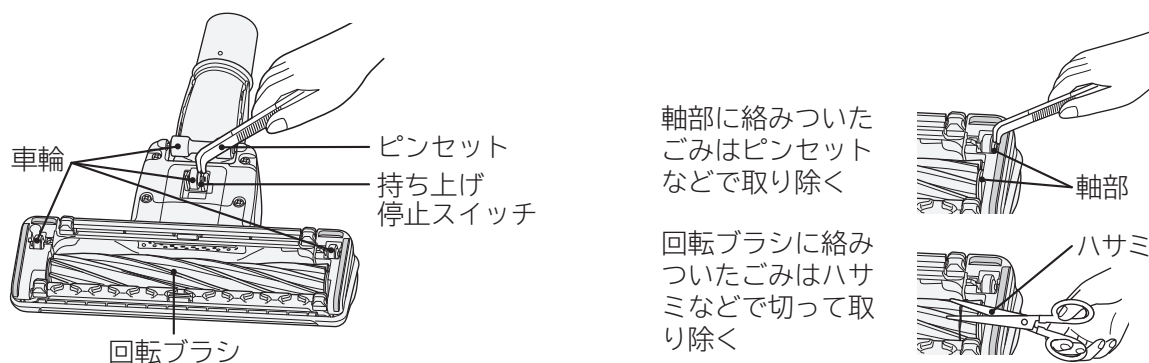 車輪
ピンセット
持ち上げ
停止スイッチ
回転ブラシ
軸部に絡みついた
ごみはピンセット
などで取り除く
軸部
回転ブラシに絡み
ついたごみはハサ
ミなどで切って取
り除く
ハサミ